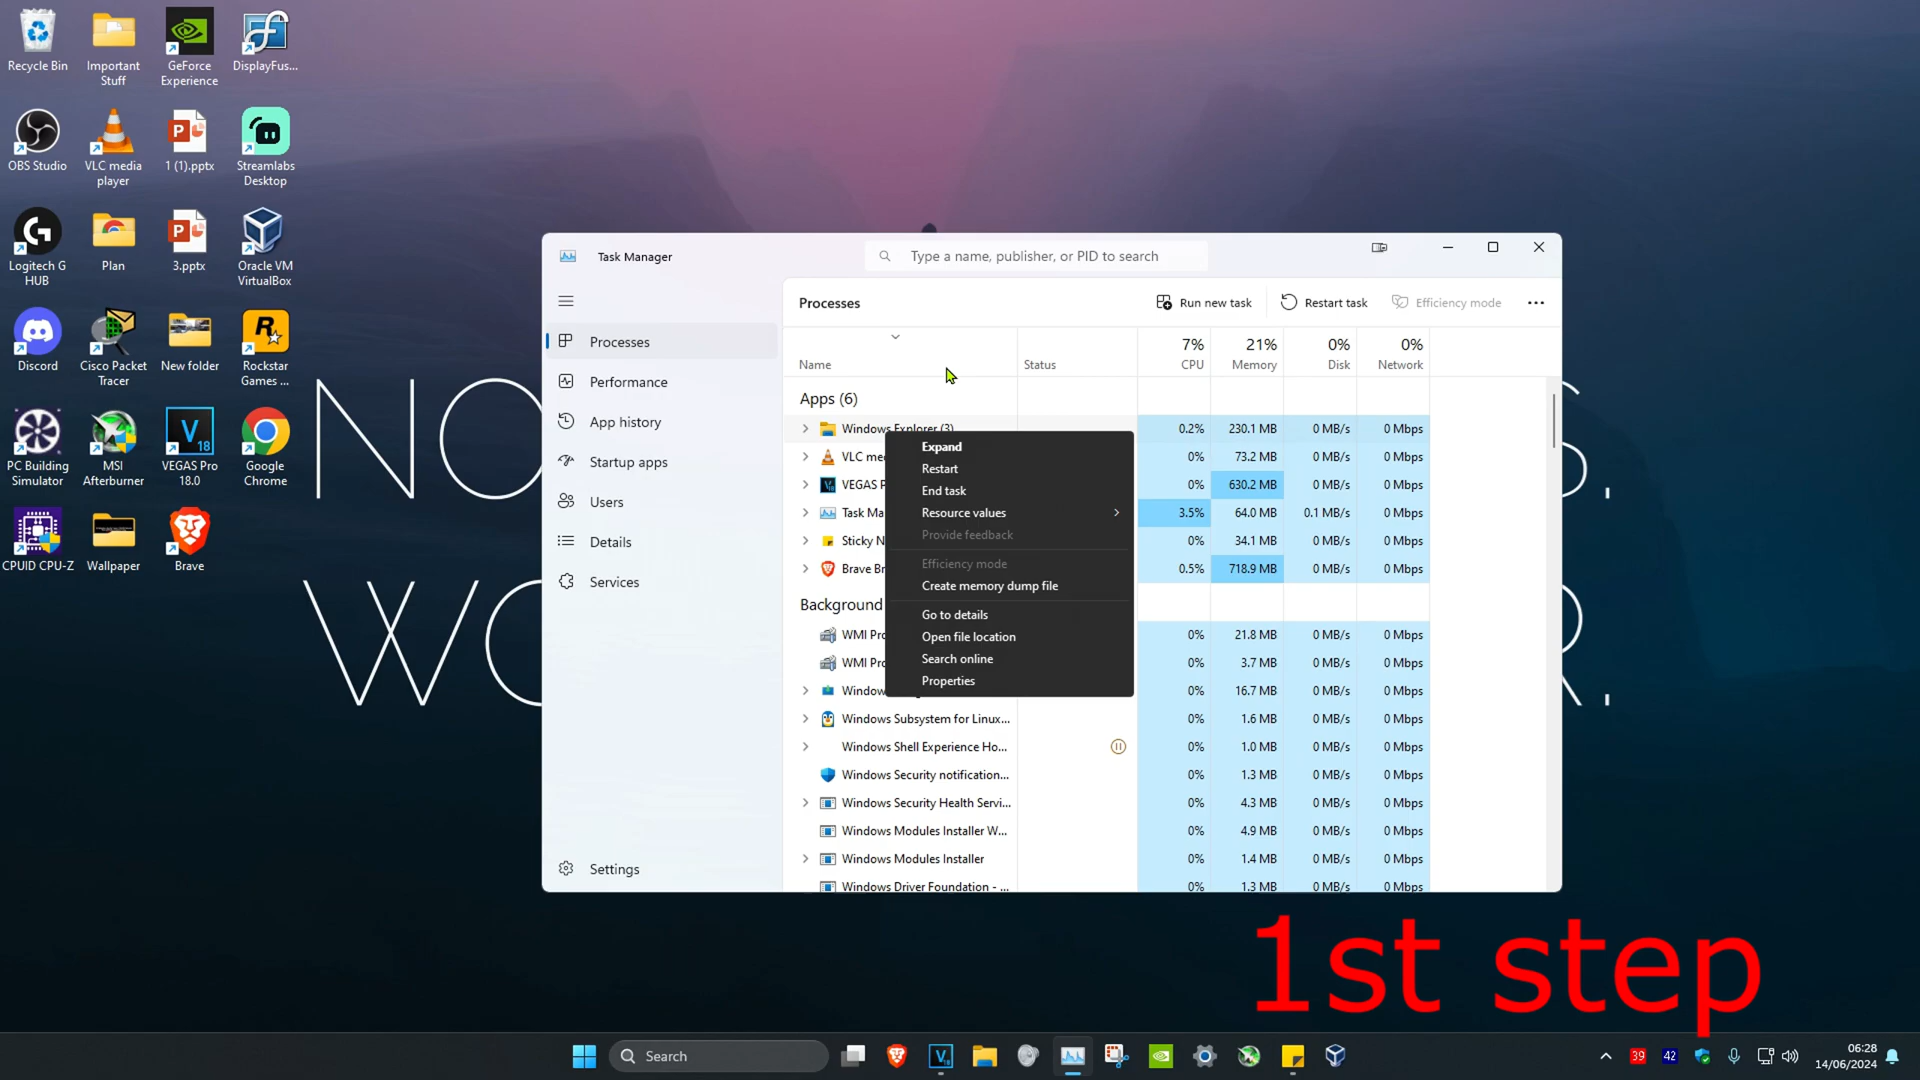 Recycle Bin
Important
Stuff
GeForce
Experience
DisplayFus...
OBS Studio
VLC media
player
1 (1).pptx
Streamlabs
Desktop
Logitech G
HUB
Plan
3.pptx
Oracle VM
VirtualBox
Discord
Cisco Packet
Tracer
New folder
Rockstar
Games ...
PC Building
Simulator
MSI
Afterburner
VEGAS Pro
18.0
Google
Chrome
CPUID CPU-Z
Wallpaper
Brave
Task Manager
Type a name, publisher, or PID to search
Processes
Performance
App history
Startup apps
Users
Details
Services
Settings
Processes
Run new task
Restart task
Efficiency mode
7% 21% 0% 0%
Name Status CPU Memory Disk Network
Apps (6)
Windows Explorer (3) 0.2% 230.1 MB 0 MB/s 0 Mbps
VLC me 0% 73.2 MB 0 MB/s 0 Mbps
VEGAS P 0% 630.2 MB 0 MB/s 0 Mbps
Task Ma 3.5% 64.0 MB 0.1 MB/s 0 Mbps
Sticky N 0% 34.1 MB 0 MB/s 0 Mbps
Brave Br 0.5% 718.9 MB 0 MB/s 0 Mbps
Background
WMI Pro 0% 21.8 MB 0 MB/s 0 Mbps
WMI Pro 0% 3.7 MB 0 MB/s 0 Mbps
Window 0% 16.7 MB 0 MB/s 0 Mbps
Windows Subsystem for Linux... 0% 1.6 MB 0 MB/s 0 Mbps
Windows Shell Experience Ho... 0% 1.0 MB 0 MB/s 0 Mbps
Windows Security notification... 0% 1.3 MB 0 MB/s 0 Mbps
Windows Security Health Servi... 0% 4.3 MB 0 MB/s 0 Mbps
Windows Modules Installer W... 0% 4.9 MB 0 MB/s 0 Mbps
Windows Modules Installer 0% 1.4 MB 0 MB/s 0 Mbps
Windows Driver Foundation - ... 0% 1.3 MB 0 MB/s 0 Mbps
Expand
Restart
End task
Resource values
Provide feedback
Efficiency mode
Create memory dump file
Go to details
Open file location
Search online
Properties
NO
S,
WO
R.
1st step
Search
39
42
06:28
14/06/2024